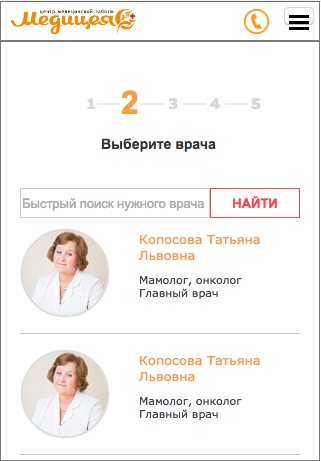 центр медицинской заботы
Медицея
1 2 3 4 5
Выберите врача
Быстрый поиск нужного врача НАЙТИ
Копосова Татьяна
Львовна
Мамолог, онколог
Главный врач
Копосова Татьяна
Львовна
Мамолог, онколог
Главный врач